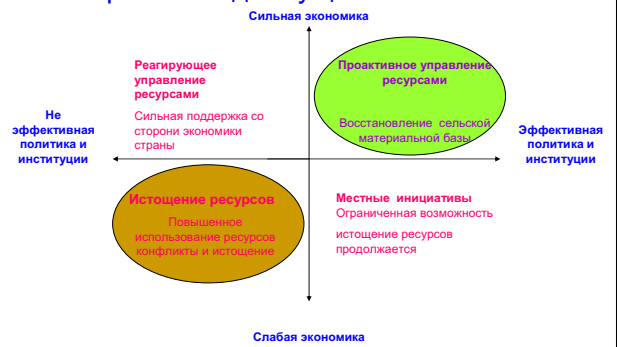 Сильная экономика
Реагирующее
управление
ресурсами
Сильная поддержка со
сторони экономики
страны
Проактивное управление
ресурсами
Восстановление сельской
материальной базы
Не
эффективная
политика и
институции
Эффективная
политика и
институции
Истощение ресурсов
Повышенное
использование ресурсов
конфликты и истощение
Местные инициативы
Ограниченная возможность
истощение ресурсов
продолжается
Слабая экономика